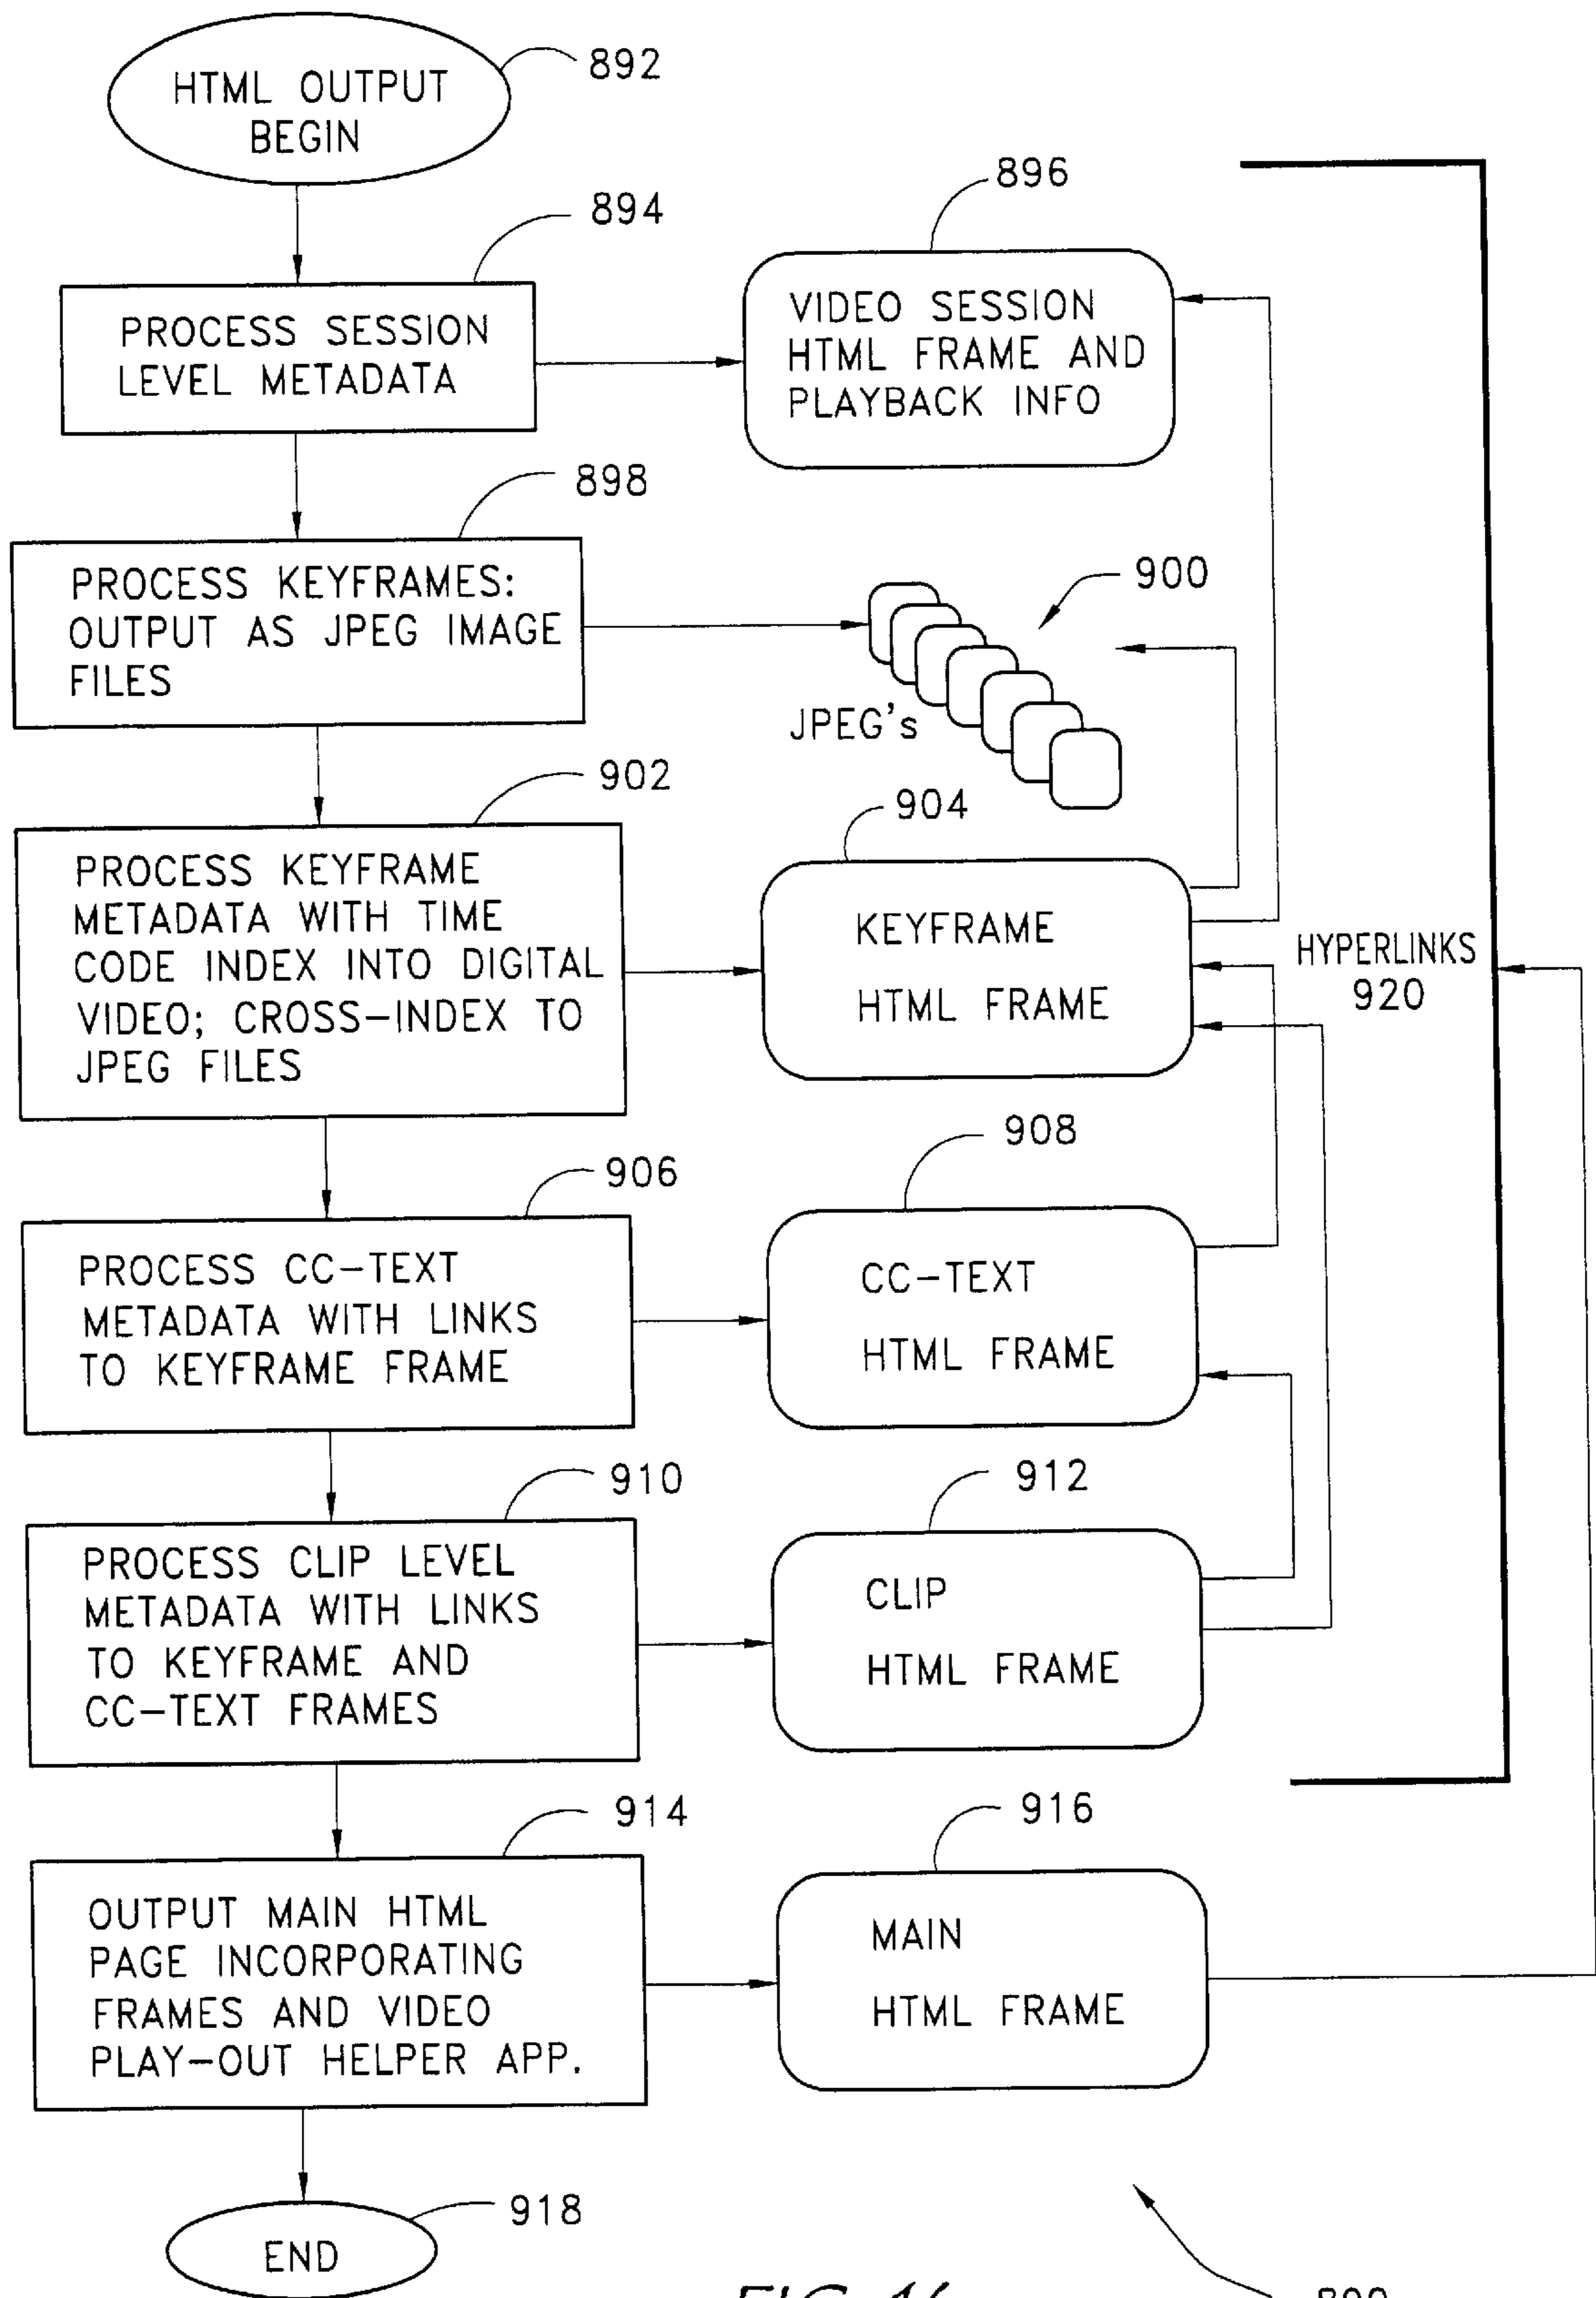 HTML OUTPUT
BEGIN
892
894
PROCESS SESSION
LEVEL METADATA
896
VIDEO SESSION
HTML FRAME AND
PLAYBACK INFO
898
PROCESS KEYFRAMES:
OUTPUT AS JPEG IMAGE
FILES
900
JPEG's
902
PROCESS KEYFRAME
METADATA WITH TIME
CODE INDEX INTO DIGITAL
VIDEO; CROSS-INDEX TO
JPEG FILES
904
KEYFRAME
HTML FRAME
HYPERLINKS
920
906
PROCESS CC-TEXT
METADATA WITH LINKS
TO KEYFRAME FRAME
908
CC-TEXT
HTML FRAME
910
PROCESS CLIP LEVEL
METADATA WITH LINKS
TO KEYFRAME AND
CC-TEXT FRAMES
912
CLIP
HTML FRAME
914
OUTPUT MAIN HTML
PAGE INCORPORATING
FRAMES AND VIDEO
PLAY-OUT HELPER APP.
916
MAIN
HTML FRAME
918
END